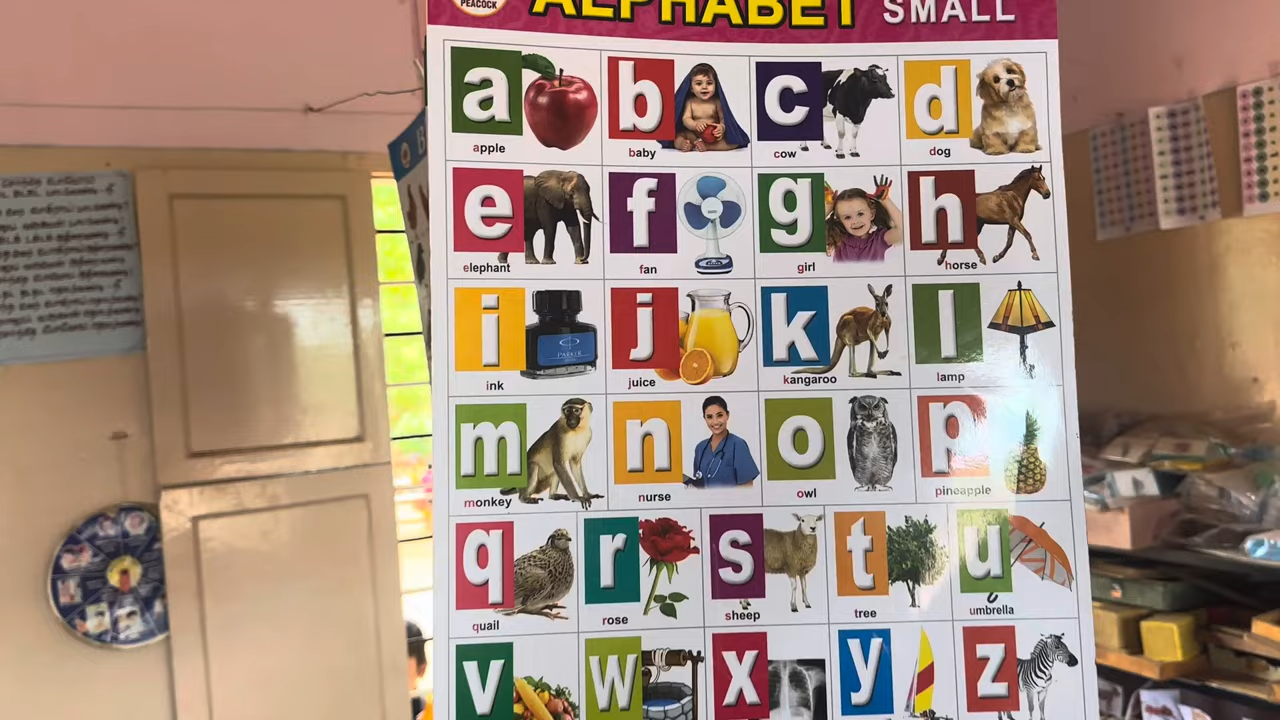 PEACOCK
ALPHABET SMALL
a b c d
apple baby cow dog
e f g h
elephant fan girl horse
i j k l
PARKER
ink juice kangaroo lamp
m n o p
monkey nurse owl pineapple
q r s t u
quail rose sheep tree umbrella
v w x y z